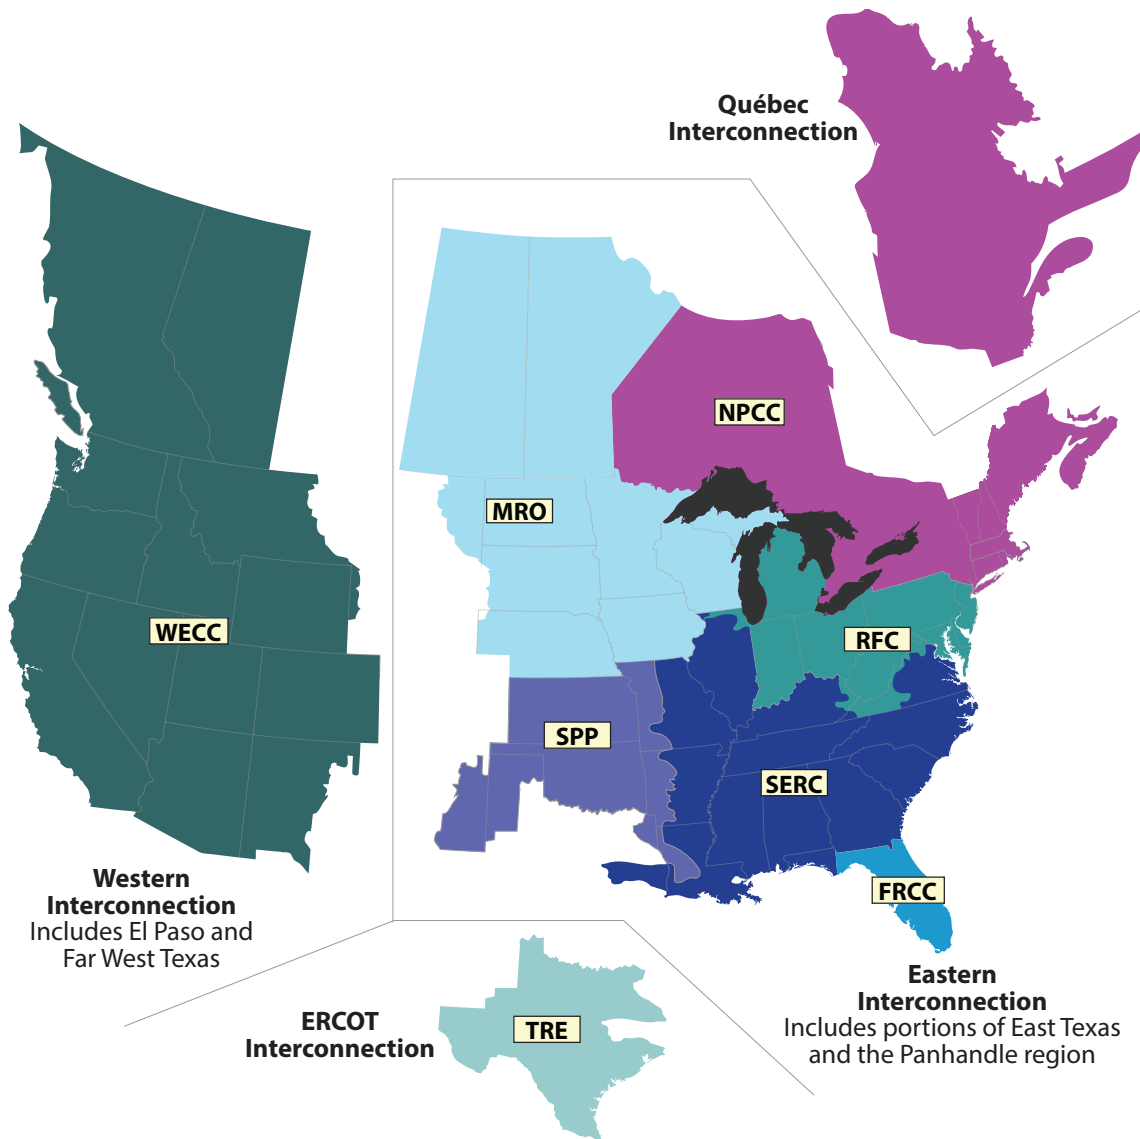 Québec
Interconnection
NPCC
MRO
WECC
RFC
SPP
SERC
FRCC
Western
Interconnection
Includes El Paso and
Far West Texas
Eastern
Interconnection
Includes portions of East Texas
and the Panhandle region
ERCOT
Interconnection
TRE